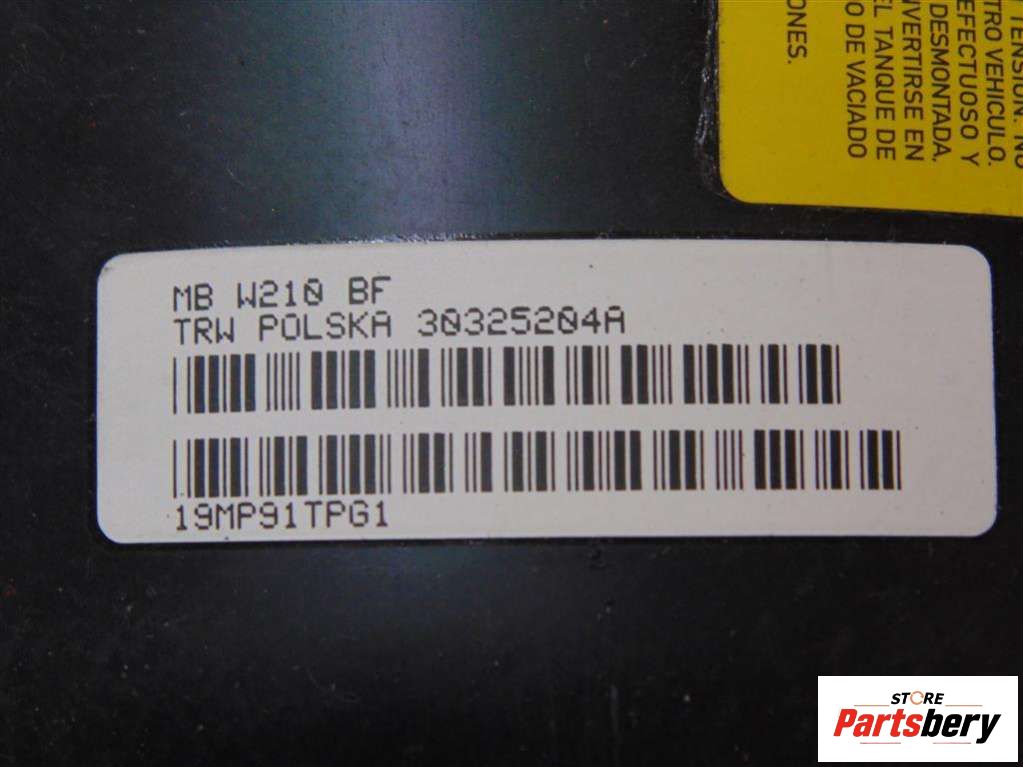 TENSION. NO
TRO VEHICULO.
EFECTUOSO Y
DESMONTADA.
NVERTIRSE EN
EL TANQUE DE
O DE VACIADO
ONES.
MB W210 BF
TRW POLSKA 30325204A
19MP91TPG1
STORE
Partsbery